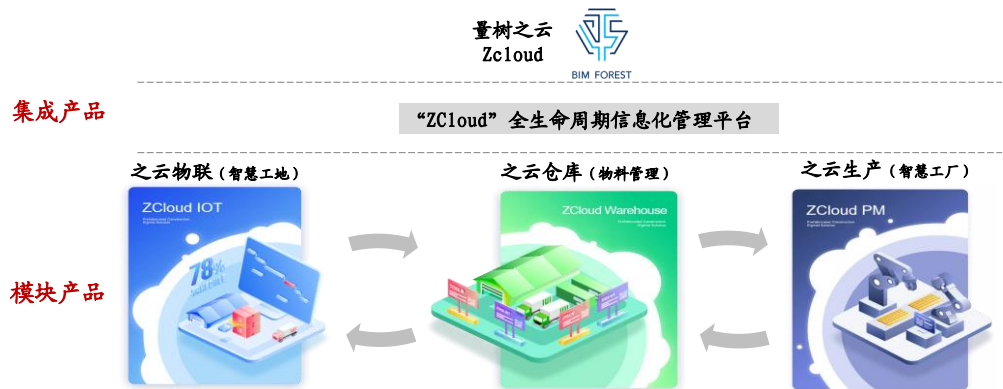 量树之云
Zcloud
BIM FOREST
集成产品
“ZCloud”全生命周期信息化管理平台
之云物联（智慧工地）
之云仓库（物料管理）
之云生产（智慧工厂）
模块产品
ZCloud IOT
ZCloud Warehouse
ZCloud PM
78%